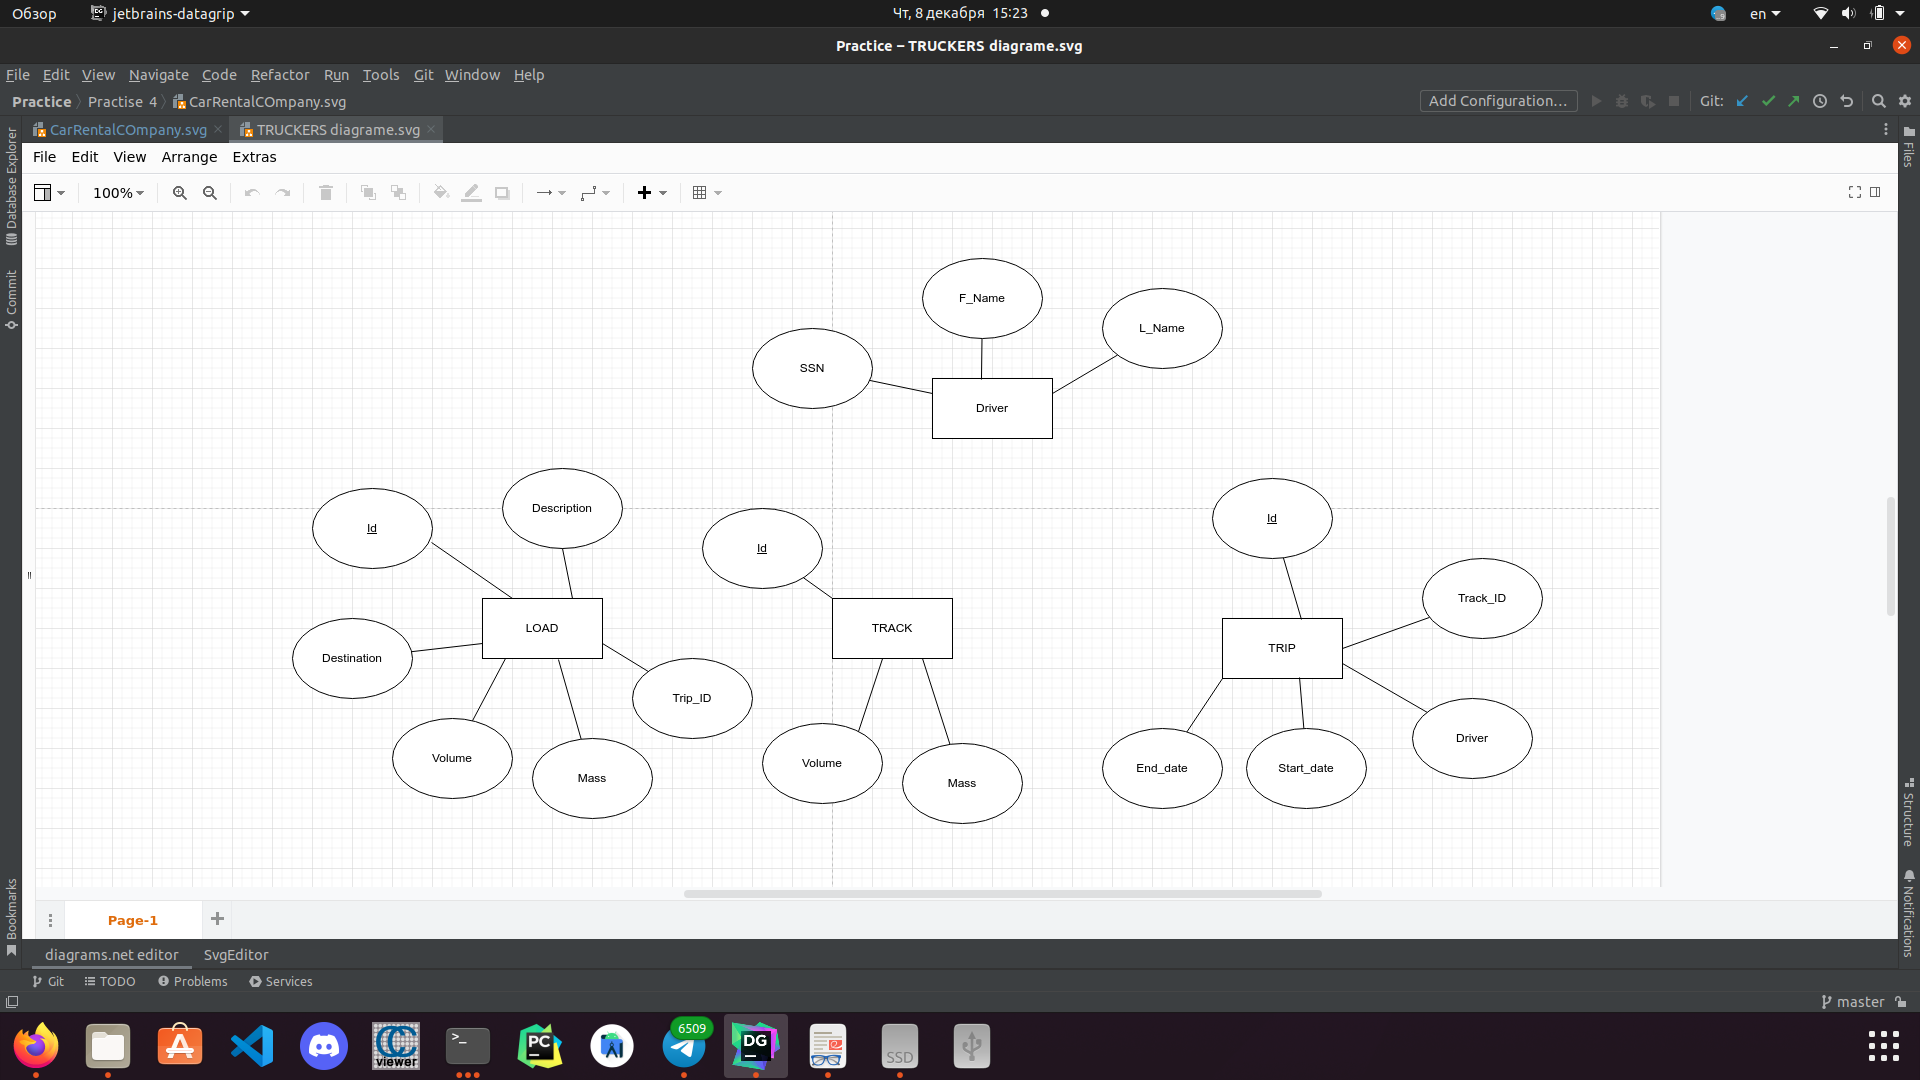 Обзор
jetbrains-datagrip
Чт, 8 декабря 15:23
en
Practice – TRUCKERS diagrame.svg
File Edit View Navigate Code Refactor Run Tools Git Window Help
Practice Practise 4 CarRentalCOmpany.svg
Add Configuration...
Git:
CarRentalCOmpany.svg
TRUCKERS diagrame.svg
File Edit View Arrange Extras
100%
Database Explorer
Commit
Bookmarks
Files
Structure
Notifications
F_Name
L_Name
SSN
Driver
Id
Description
LOAD
Destination
Trip_ID
Volume
Mass
Id
TRACK
Volume
Mass
Id
Track_ID
TRIP
Driver
End_date
Start_date
Page-1
diagrams.net editor
SvgEditor
Git
TODO
Problems
Services
master
CC
viewer
>_
PC
6509
DG
SSD